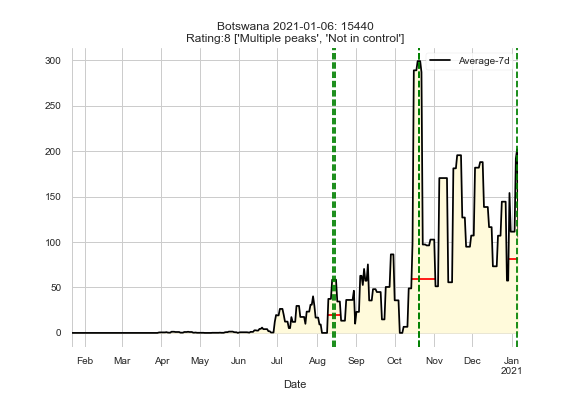 Botswana 2021-01-06: 15440
Rating:8 ['Multiple peaks', 'Not in control']
Average-7d
300
250
200
150
100
50
0
Feb Mar Apr May Jun Jul Aug Sep Oct Nov Dec Jan
2021
Date